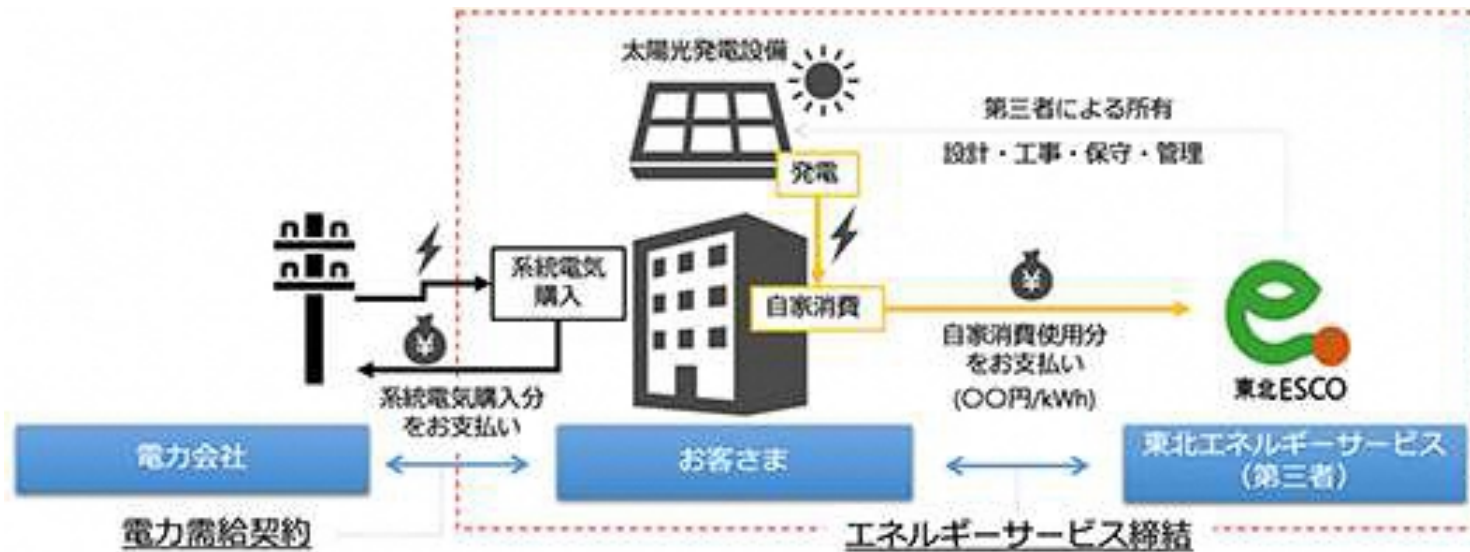 太陽光発電設備
第三者による所有
設計・工事・保守・管理
発電
系統電気
購入
自家消費
¥
¥
系統電気購入分
をお支払い
自家消費使用分
をお支払い
(〇〇円/kWh)
東北ESCO
電力会社
お客さま
東北エネルギーサービス
(第三者)
電力需給契約
エネルギーサービス締結